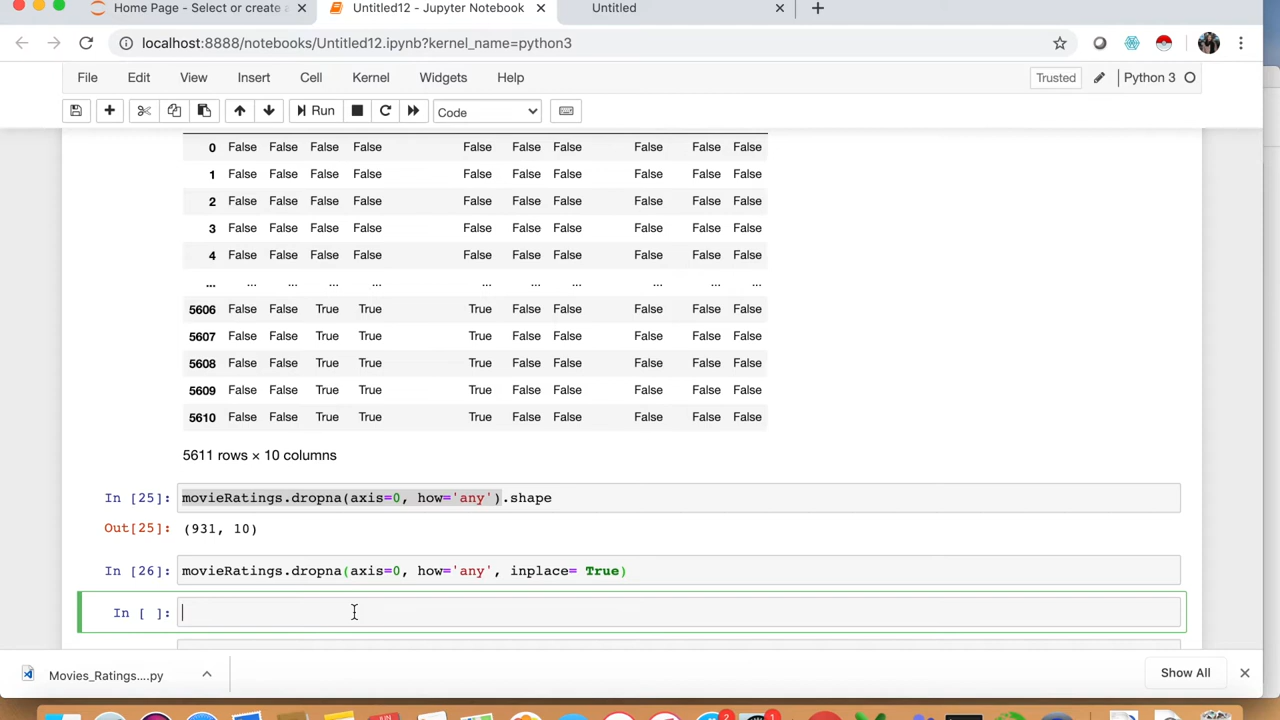 Home Page - Select or create a
Untitled12 - Jupyter Notebook
Untitled
localhost:8888/notebooks/Untitled12.ipynb?kernel_name=python3
File Edit View Insert Cell Kernel Widgets Help Trusted Python 3
Run Code
0 False False False False False False False False False False
1 False False False False False False False False False False
2 False False False False False False False False False False
3 False False False False False False False False False False
4 False False False False False False False False False False
... ... ... ... ... ... ... ... ... ... ...
5606 False False True True True False False False False False
5607 False False True True True False False False False False
5608 False False True True True False False False False False
5609 False False True True True False False False False False
5610 False False True True True False False False False False
5611 rows × 10 columns
In [25]: movieRatings.dropna(axis=0, how='any').shape
Out[25]: (931, 10)
In [26]: movieRatings.dropna(axis=0, how='any', inplace= True)
In [ ]:
Movies_Ratings....py
Show All
2
1